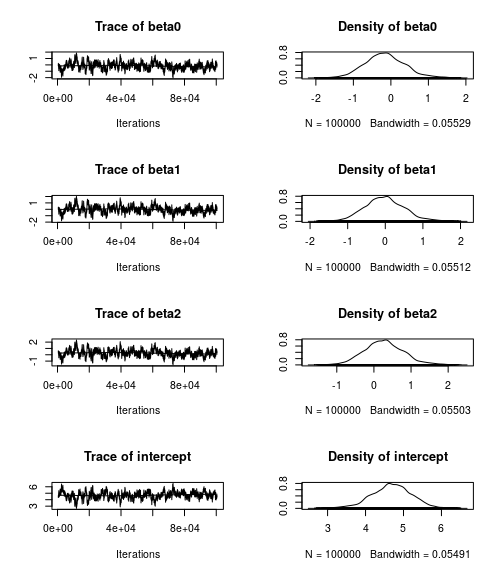 Trace of beta0
Density of beta0
1
-2
0e+00 4e+04 8e+04
Iterations
0.8
0.0
-2 -1 0 1 2
N = 100000 Bandwidth = 0.05529
Trace of beta1
Density of beta1
1
-2
0e+00 4e+04 8e+04
Iterations
0.8
0.0
-2 -1 0 1 2
N = 100000 Bandwidth = 0.05512
Trace of beta2
Density of beta2
2
-1
0e+00 4e+04 8e+04
Iterations
0.8
0.0
-1 0 1 2
N = 100000 Bandwidth = 0.05503
Trace of intercept
Density of intercept
6
3
0e+00 4e+04 8e+04
Iterations
0.8
0.0
3 4 5 6
N = 100000 Bandwidth = 0.05491